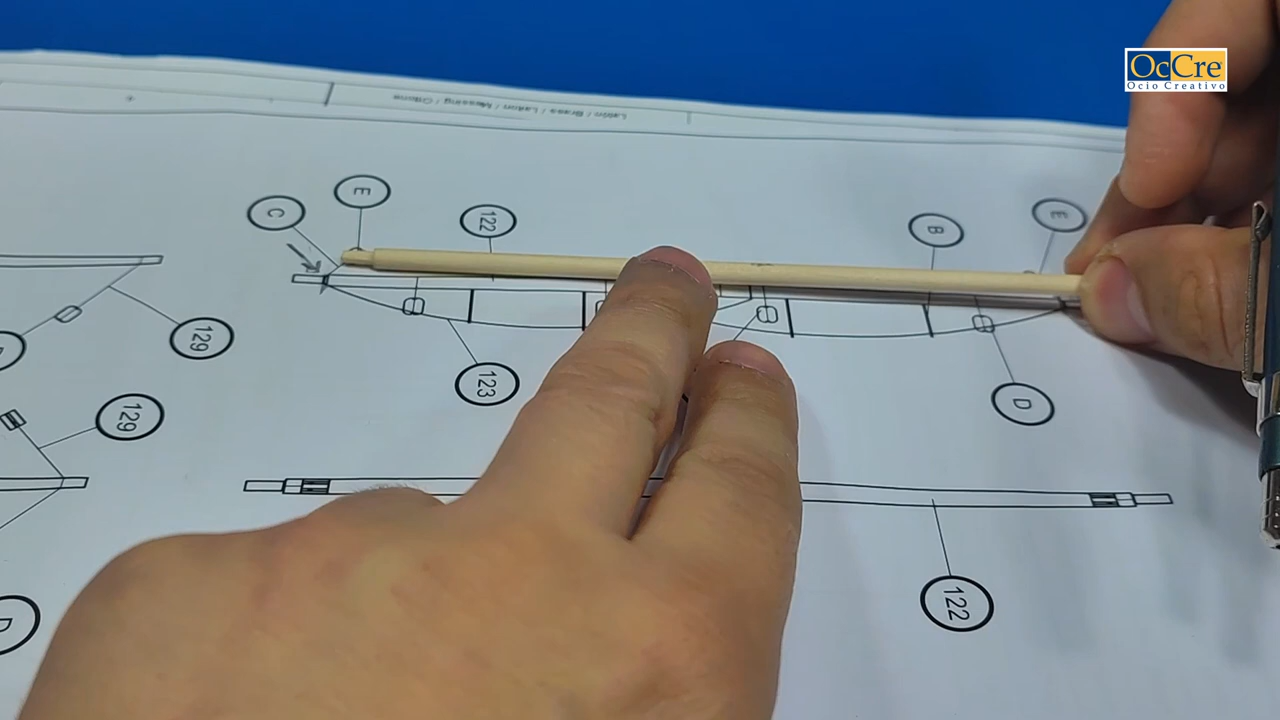 OcCre
Ocio Creativo
Latón / Brass / Laiton / Messing / Ottone
E
C
122
B
E
129
123
D
129
122
D